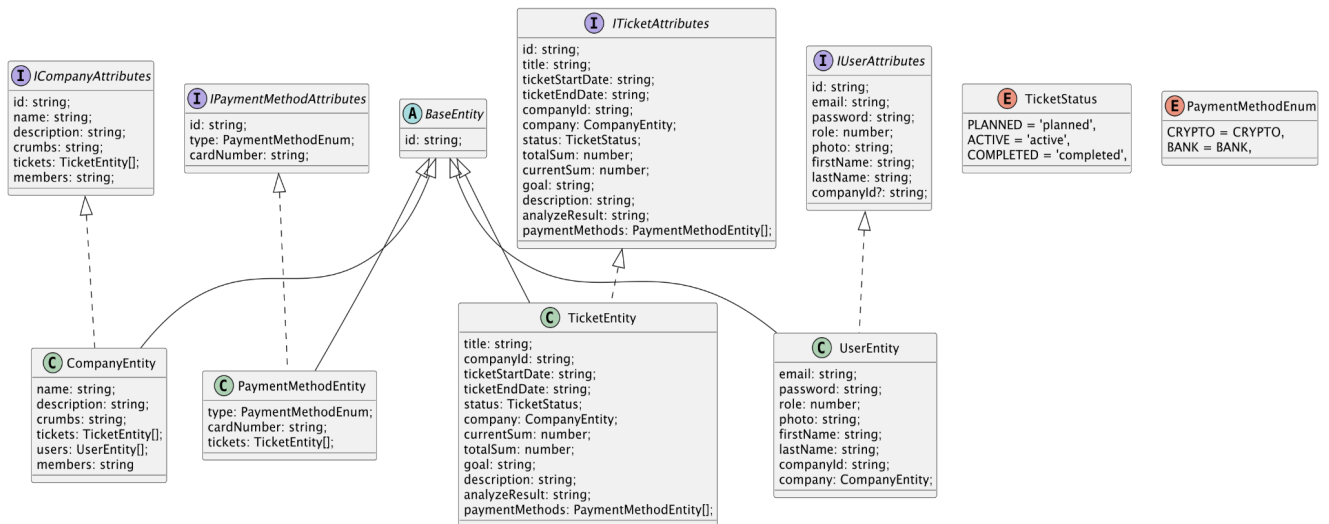 I ICompanyAttributes
id: string;
name: string;
description: string;
crumbs: string;
tickets: TicketEntity[];
members: string;
I IPaymentMethodAttributes
id: string;
type: PaymentMethodEnum;
cardNumber: string;
A BaseEntity
id: string;
I ITicketAttributes
id: string;
title: string;
ticketStartDate: string;
ticketEndDate: string;
companyId: string;
company: CompanyEntity;
status: TicketStatus;
totalSum: number;
currentSum: number;
goal: string;
description: string;
analyzeResult: string;
paymentMethods: PaymentMethodEntity[];
I IUserAttributes
id: string;
email: string;
password: string;
role: number;
photo: string;
firstName: string;
lastName: string;
companyId?: string;
E TicketStatus
PLANNED = 'planned',
ACTIVE = 'active',
COMPLETED = 'completed',
E PaymentMethodEnum
CRYPTO = CRYPTO,
BANK = BANK,
C CompanyEntity
name: string;
description: string;
crumbs: string;
tickets: TicketEntity[];
users: UserEntity[];
members: string
C PaymentMethodEntity
type: PaymentMethodEnum;
cardNumber: string;
tickets: TicketEntity[];
C TicketEntity
title: string;
companyId: string;
ticketStartDate: string;
ticketEndDate: string;
status: TicketStatus;
company: CompanyEntity;
currentSum: number;
totalSum: number;
goal: string;
description: string;
analyzeResult: string;
paymentMethods: PaymentMethodEntity[];
C UserEntity
email: string;
password: string;
role: number;
photo: string;
firstName: string;
lastName: string;
companyId: string;
company: CompanyEntity;